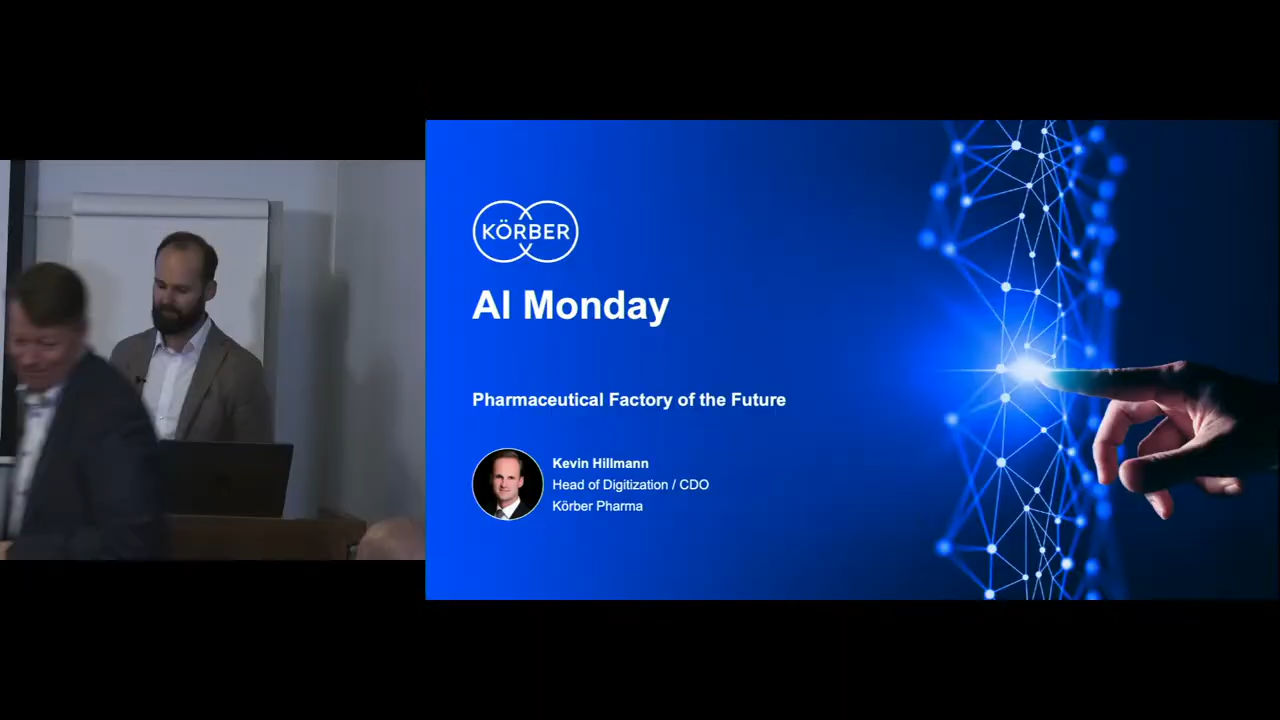 KÖRBER
AI Monday
Pharmaceutical Factory of the Future
Kevin Hillmann
Head of Digitization / CDO
Körber Pharma